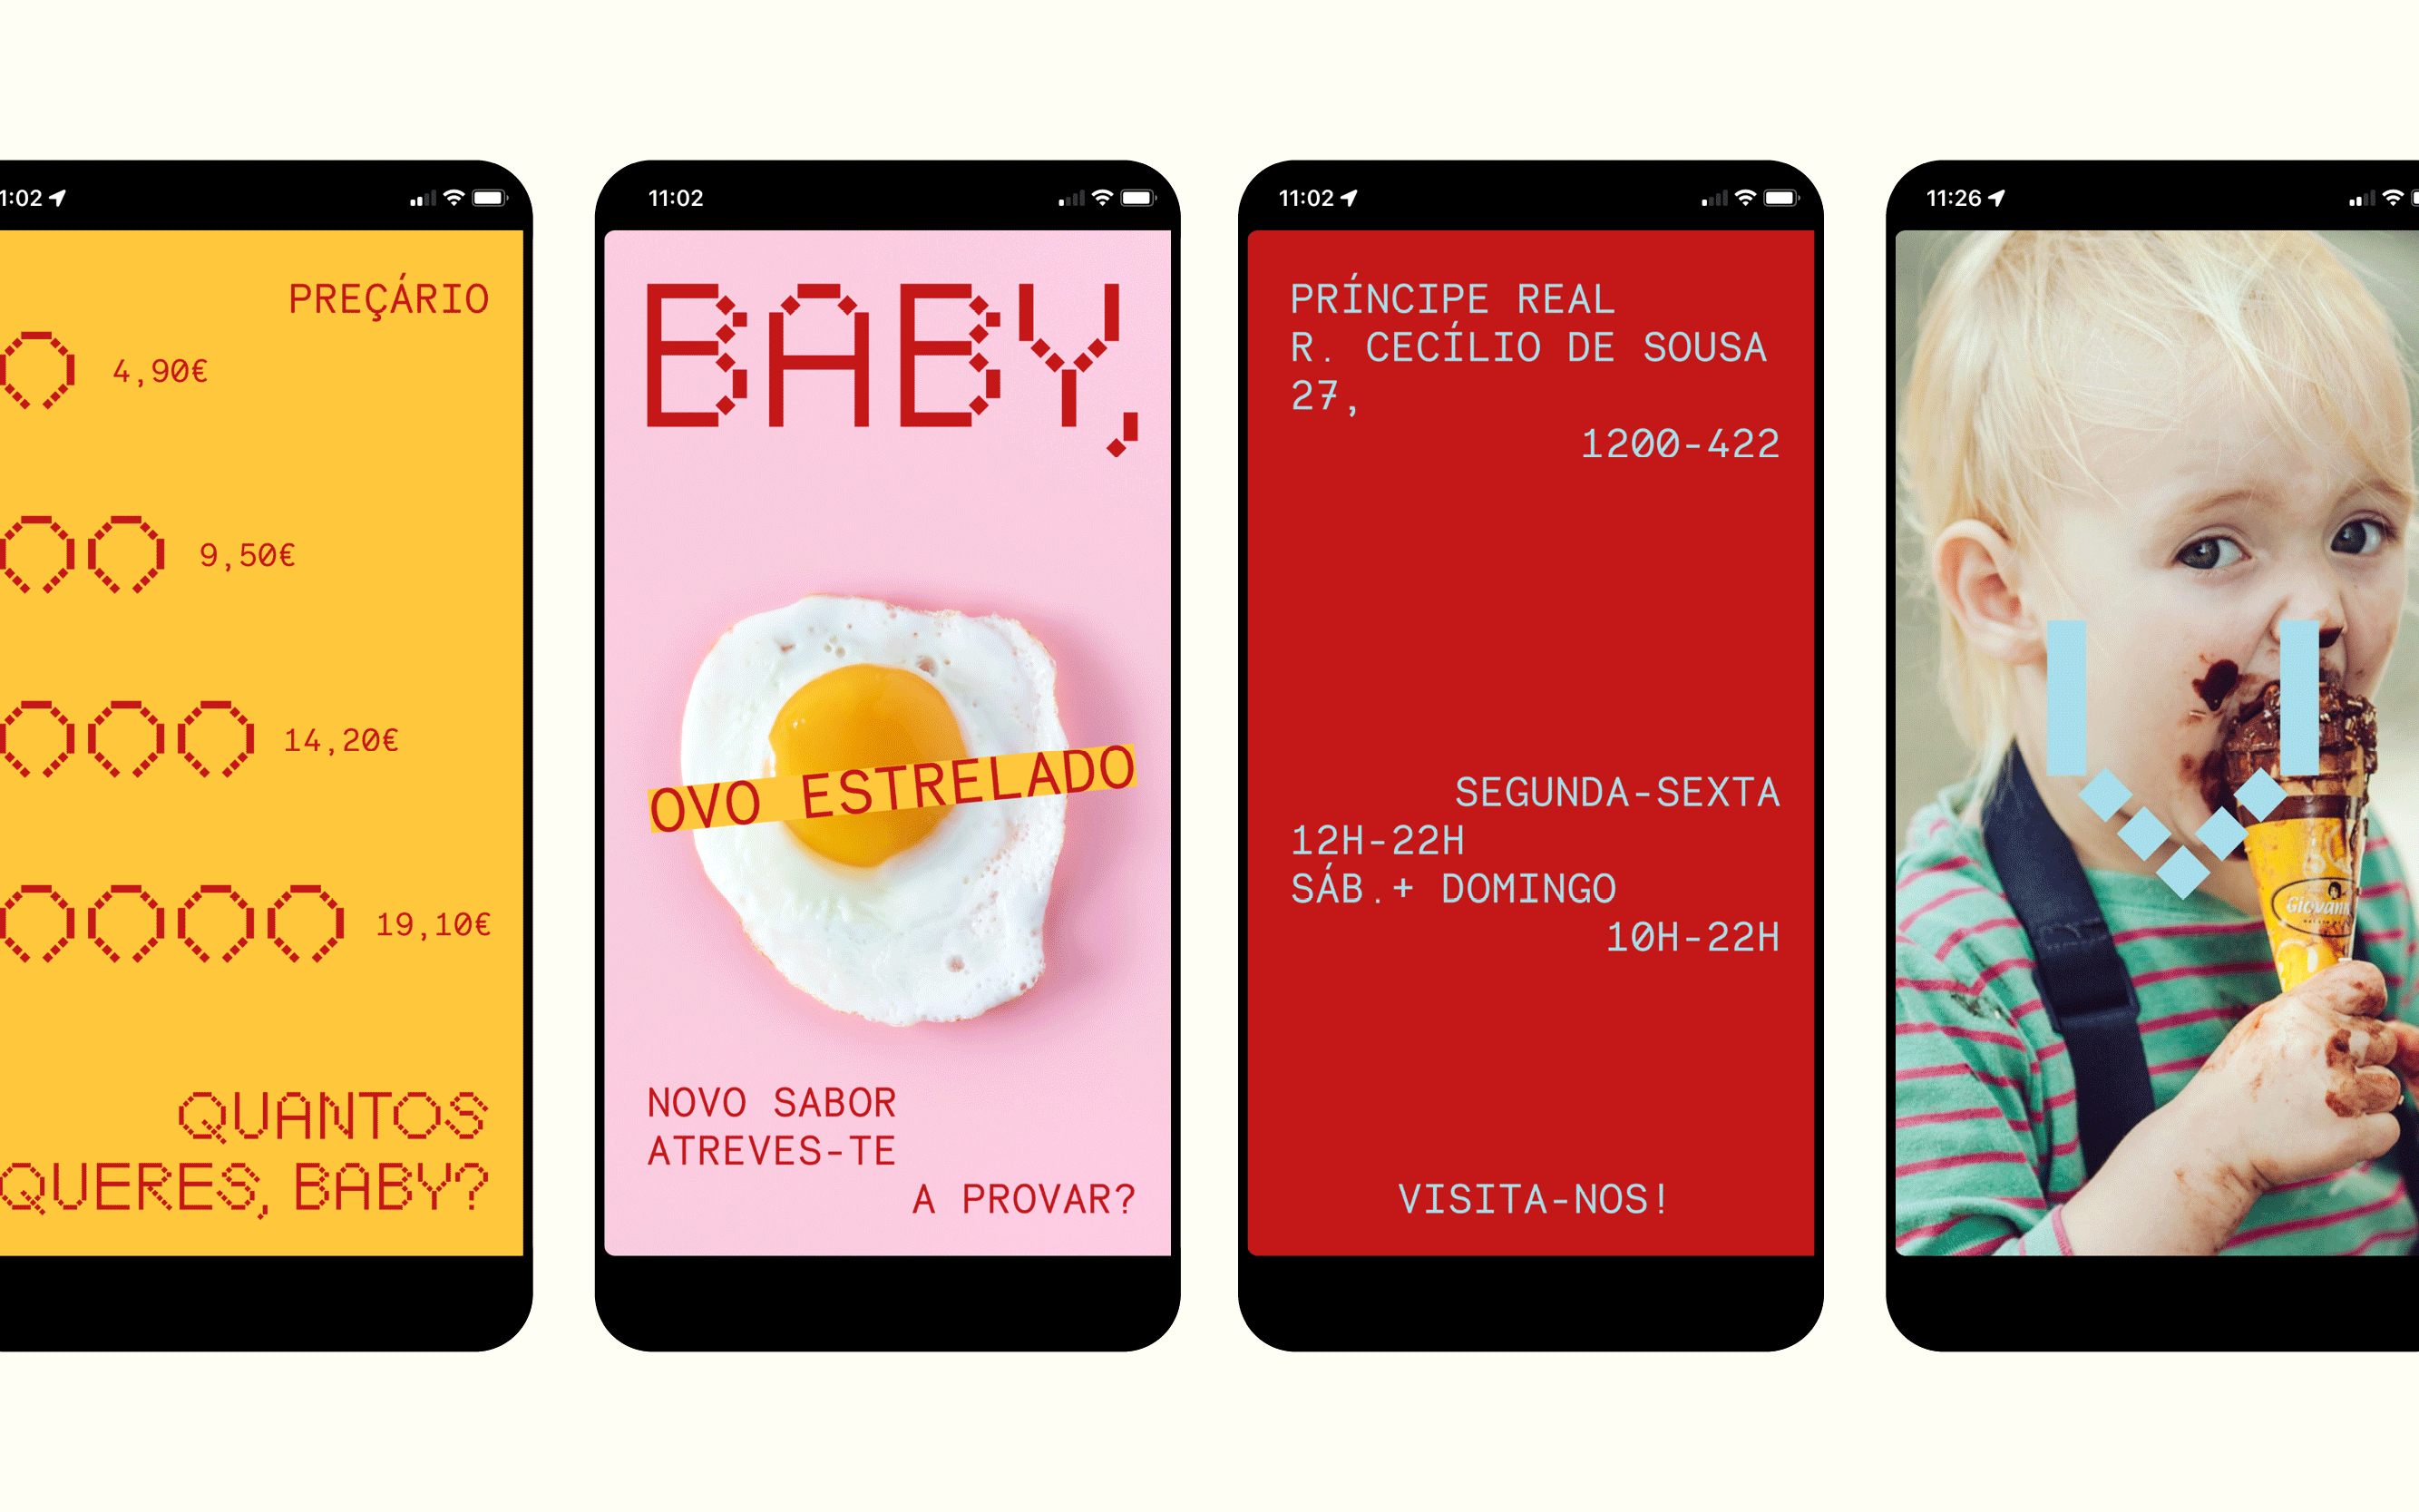 11:02
PREÇÁRIO
4,90€
9,50€
14,20€
19,10€
QUANTOS
QUERES, BABY?
11:02
BABY,
OVO ESTRELADO
NOVO SABOR
ATREVES-TE
A PROVAR?
11:02
PRÍNCIPE REAL
R. CECÍLIO DE SOUSA
27,
1200-422
SEGUNDA-SEXTA
12H-22H
SÁB.+ DOMINGO
10H-22H
VISITA-NOS!
11:26